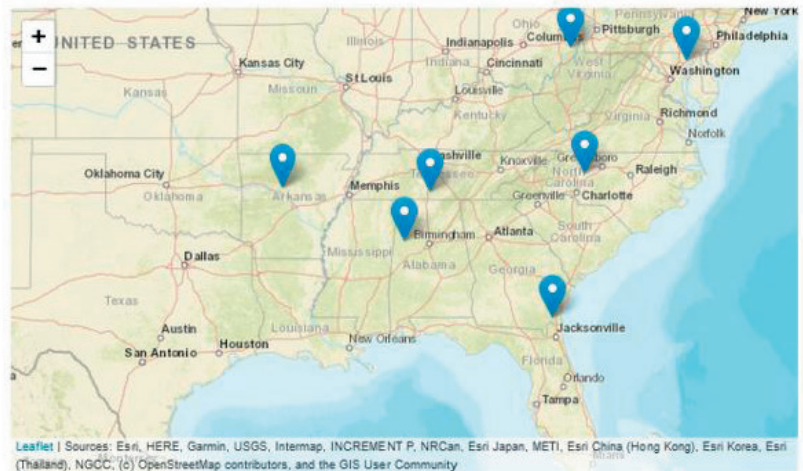 New York
Ohio
Pennsylvania
+
UNITED STATES
Illinois
Indianapolis
Pittsburgh
Philadelphia
−
Kansas City
Indiana
Cincinnati
West
Virginia
Washington
St Louis
Kansas
Missouri
Louisville
Kentucky
Virginia
Richmond
Norfolk
Knoxville
Raleigh
Oklahoma City
Memphis
North
Carolina
Oklahoma
Arkansas
Greenville
Charlotte
Mississippi
Birmingham
Atlanta
South
Carolina
Dallas
Alabama
Georgia
Texas
Louisiana
Jacksonville
Austin
New Orleans
San Antonio
Houston
Florida
Orlando
Tampa
Leaflet | Sources: Esri, HERE, Garmin, USGS, Intermap, INCREMENT P, NRCan, Esri Japan, METI, Esri China (Hong Kong), Esri Korea, Esri
(Thailand), NGCC, (c) OpenStreetMap contributors, and the GIS User Community